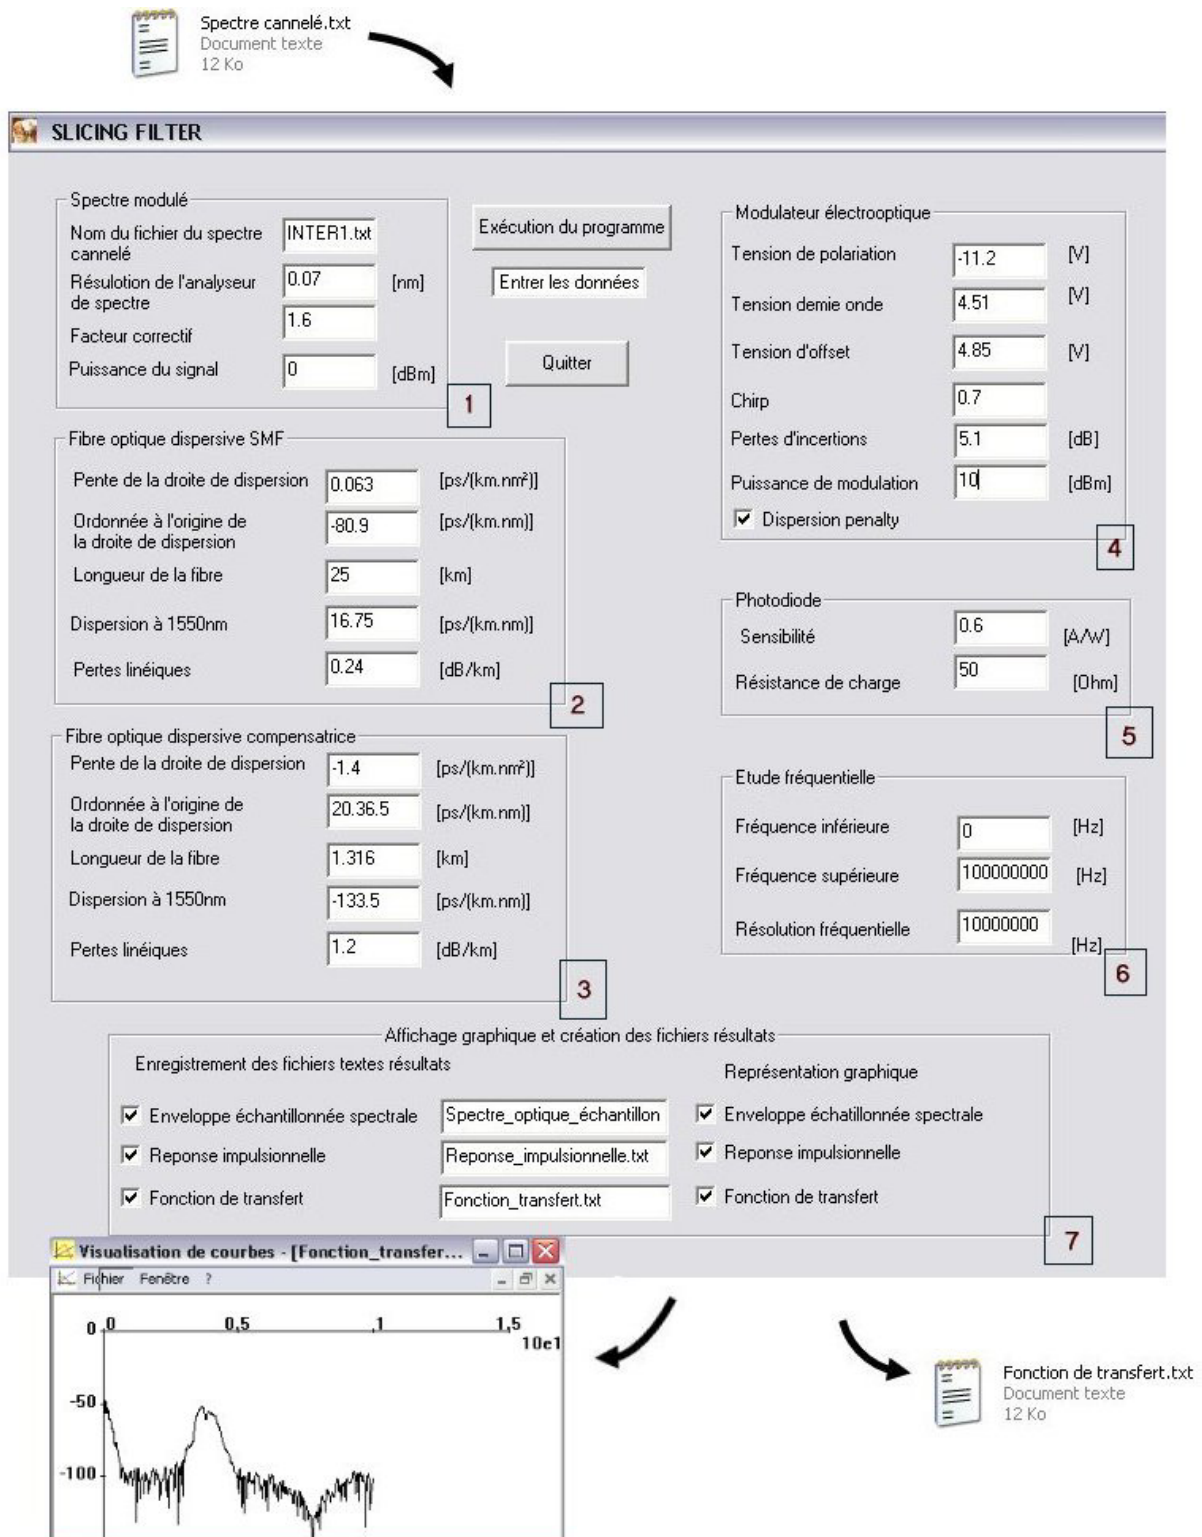 Spectre cannelé.txt
Document texte
12 Ko
SLICING FILTER
Spectre modulé
Nom du fichier du spectre
cannelé
INTER1.txt
Résulotion de l'analyseur
de spectre
0.07 [nm]
Facteur correctif
1.6
Puissance du signal 0 [dBm]
1
Exécution du programme
Entrer les données
Quitter
Fibre optique dispersive SMF
Pente de la droite de dispersion 0.063 [ps/(km.nm²)]
Ordonnée à l'origine de
la droite de dispersion
-80.9 [ps/(km.nm)]
Longueur de la fibre 25 [km]
Dispersion à 1550nm 16.75 [ps/(km.nm)]
Pertes linéiques 0.24 [dB/km]
2
Fibre optique dispersive compensatrice
Pente de la droite de dispersion -1.4 [ps/(km.nm²)]
Ordonnée à l'origine de
la droite de dispersion
20.36.5 [ps/(km.nm)]
Longueur de la fibre 1.316 [km]
Dispersion à 1550nm -133.5 [ps/(km.nm)]
Pertes linéiques 1.2 [dB/km]
3
Modulateur électrooptique
Tension de polariation -11.2 [V]
Tension demie onde 4.51 [V]
Tension d'offset 4.85 [V]
Chirp 0.7
Pertes d'incertions 5.1 [dB]
Puissance de modulation 10 [dBm]
Dispersion penalty
4
Photodiode
Sensibilité 0.6 [A/W]
Résistance de charge 50 [Ohm]
5
Etude fréquentielle
Fréquence inférieure 0 [Hz]
Fréquence supérieure 100000000 [Hz]
Résolution fréquentielle 10000000 [Hz]
6
Affichage graphique et création des fichiers résultats
Enregistrement des fichiers textes résultats
Représentation graphique
Enveloppe échantillonnée spectrale Spectre_optique_échantillon Enveloppe échatillonnée spectrale
Reponse impulsionnelle Reponse_impulsionnelle.txt Reponse impulsionnelle
Fonction de transfert Fonction_transfert.txt Fonction de transfert
7
Visualisation de courbes - [Fonction_transfer...
Fichier Fenêtre ?
0 0 0,5 1 1,5
10e1
-50
-100
Fonction de transfert.txt
Document texte
12 Ko